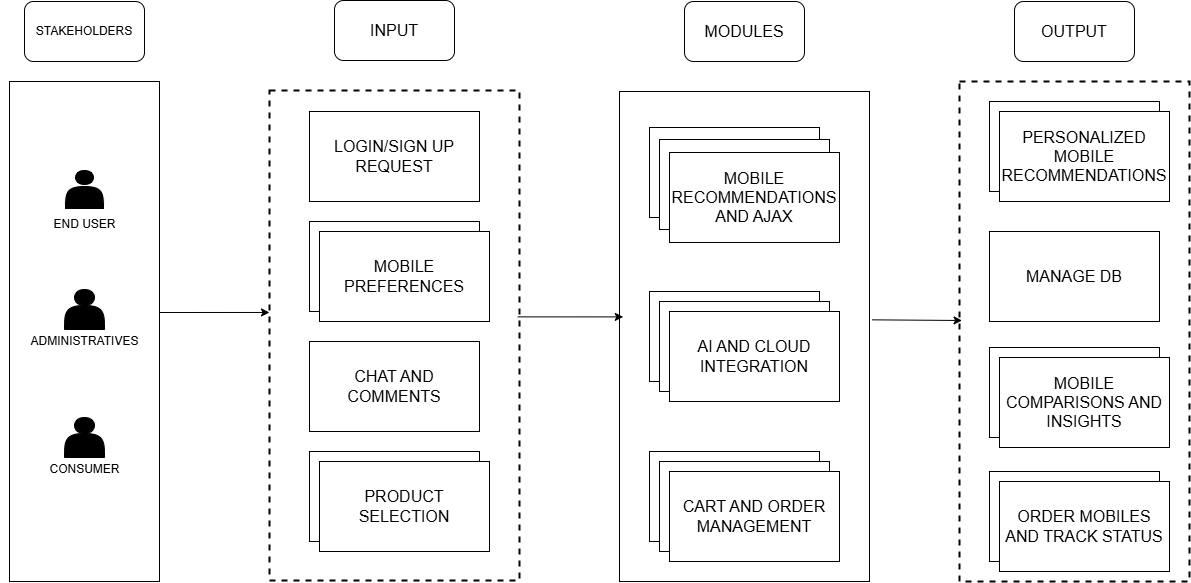 STAKEHOLDERS
INPUT
MODULES
OUTPUT
END USER
ADMINISTRATIVES
CONSUMER
LOGIN/SIGN UP
REQUEST
MOBILE
PREFERENCES
CHAT AND
COMMENTS
PRODUCT
SELECTION
MOBILE
RECOMMENDATIONS
AND AJAX
AI AND CLOUD
INTEGRATION
CART AND ORDER
MANAGEMENT
PERSONALIZED
MOBILE
RECOMMENDATIONS
MANAGE DB
MOBILE
COMPARISONS AND
INSIGHTS
ORDER MOBILES
AND TRACK STATUS